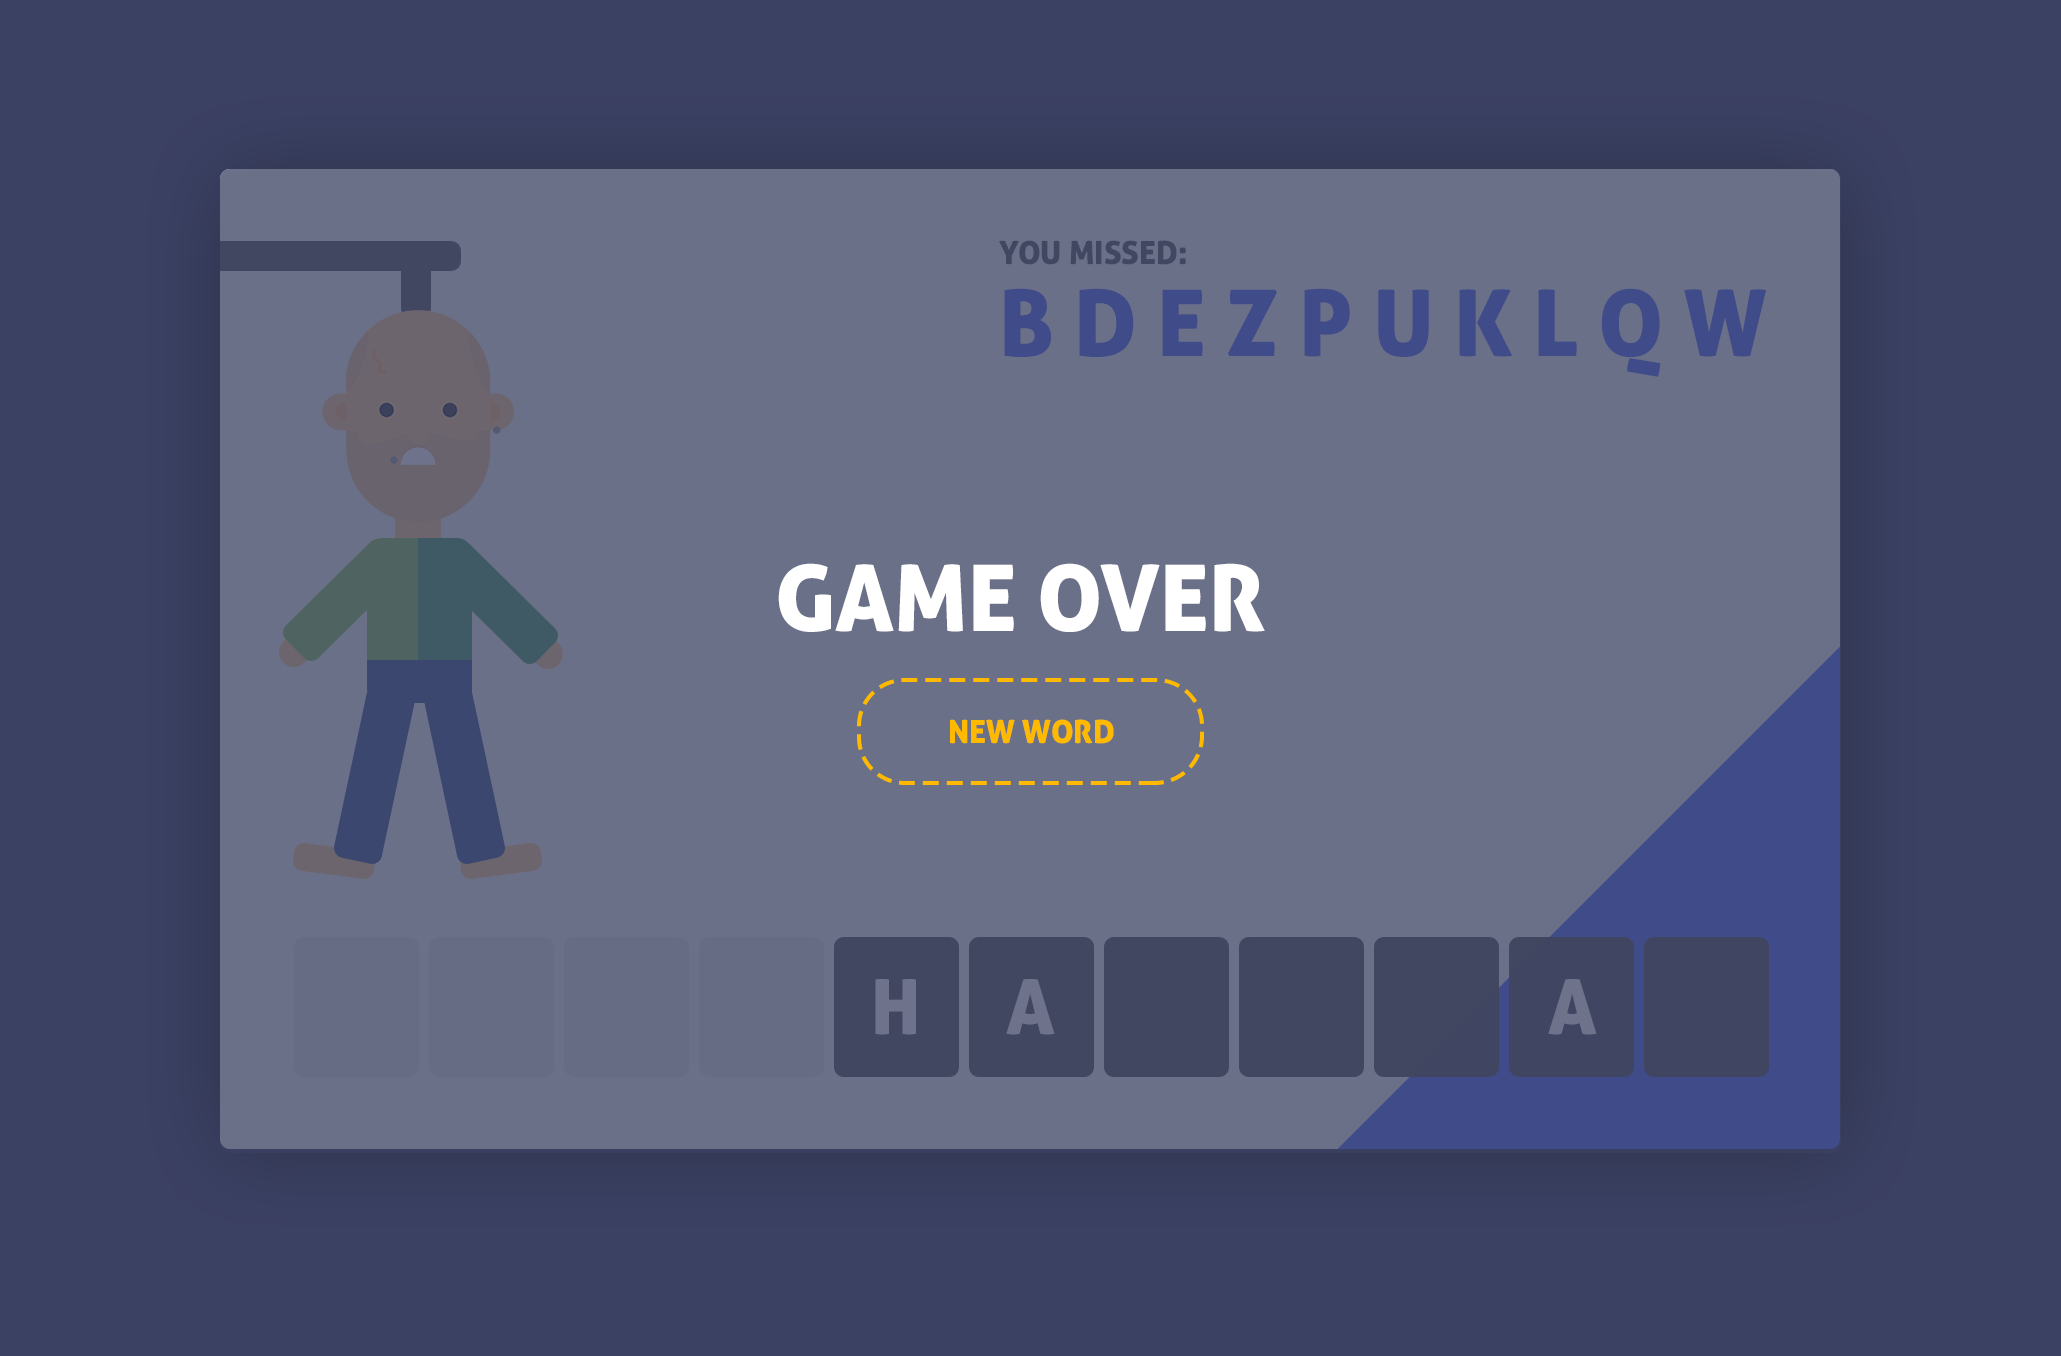 YOU MISSED:
B D E Z P U K L Q W
GAME OVER
NEW WORD
H A A